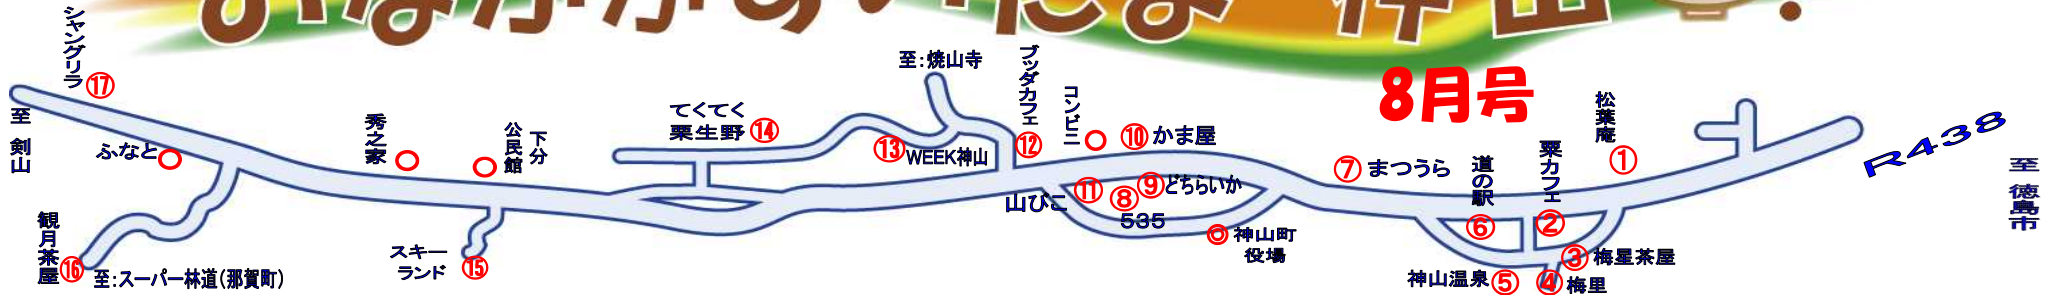 8月号
シャングリラ
⑰
至 剣山
ふなと
観月茶屋
⑯
至:スーパー林道(那賀町)
秀之家
下分
公民館
スキー
ランド
⑮
てくてく
粟生野
⑭
至:焼山寺
⑬
WEEK神山
ブッダカフェ
⑫
コンビニ
⑩
かま屋
山びこ
⑪
⑧
⑨
どちらいか
535
神山町
役場
⑦
まつうら
道の駅
⑥
粟カフェ
②
松葉庵
①
③
梅星茶屋
④
梅里
神山温泉
⑤
R438
至 徳島市